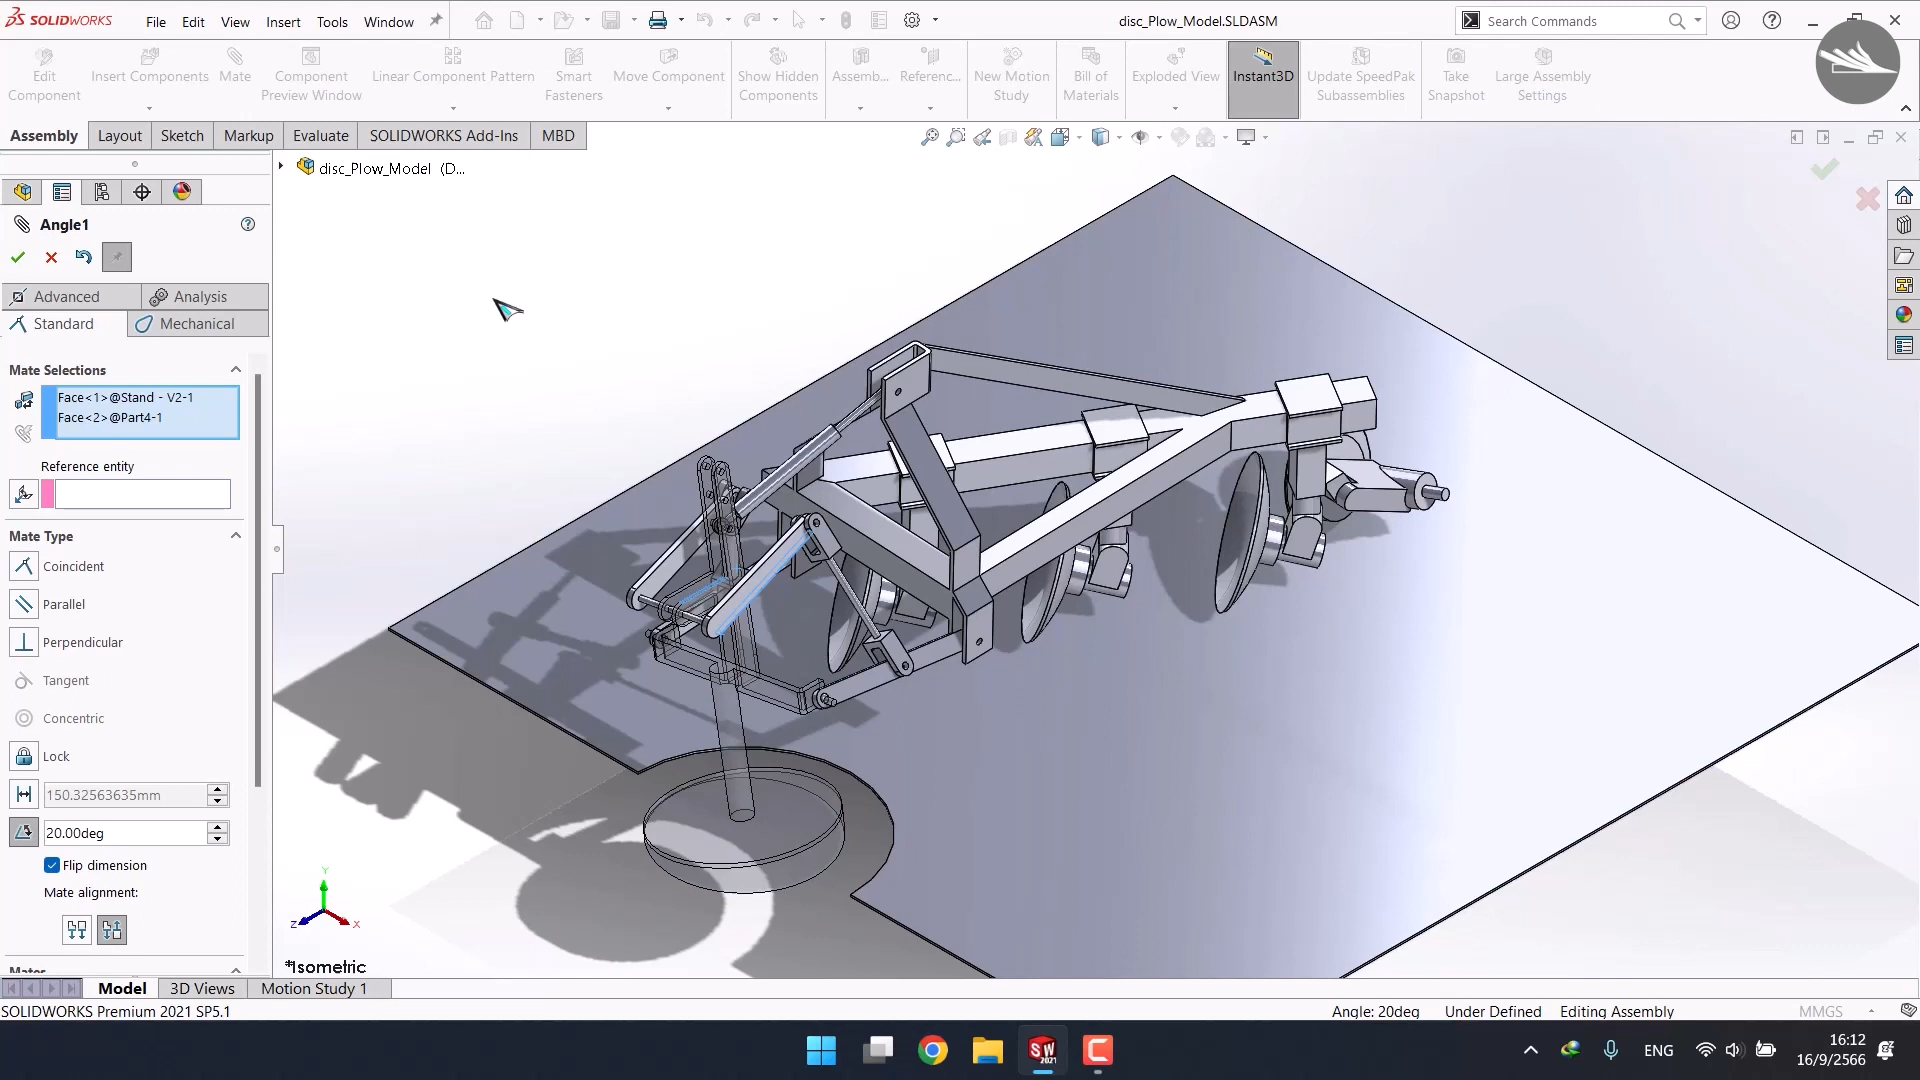 SOLIDWORKS
File Edit View Insert Tools Window
disc_Plow_Model.SLDASM
Search Commands
Edit Component
Insert Components
Mate
Component Preview Window
Linear Component Pattern
Smart Fasteners
Move Component
Show Hidden Components
Assemb...
Referenc...
New Motion Study
Bill of Materials
Exploded View
Instant3D
Update SpeedPak Subassemblies
Take Snapshot
Large Assembly Settings
Assembly Layout Sketch Markup Evaluate SOLIDWORKS Add-Ins MBD
disc_Plow_Model (D...
Angle1
Advanced Analysis
Standard Mechanical
Mate Selections
Face<1>@Stand - V2-1
Face<2>@Part4-1
Reference entity
Mate Type
Coincident
Parallel
Perpendicular
Tangent
Concentric
Lock
150.32563635mm
20.00deg
Flip dimension
Mate alignment:
Mates
Y
Z X
*Isometric
Model 3D Views Motion Study 1
SOLIDWORKS Premium 2021 SP5.1
Angle: 20deg Under Defined Editing Assembly MMGS
SW
2021
ENG
16:12
16/9/2566